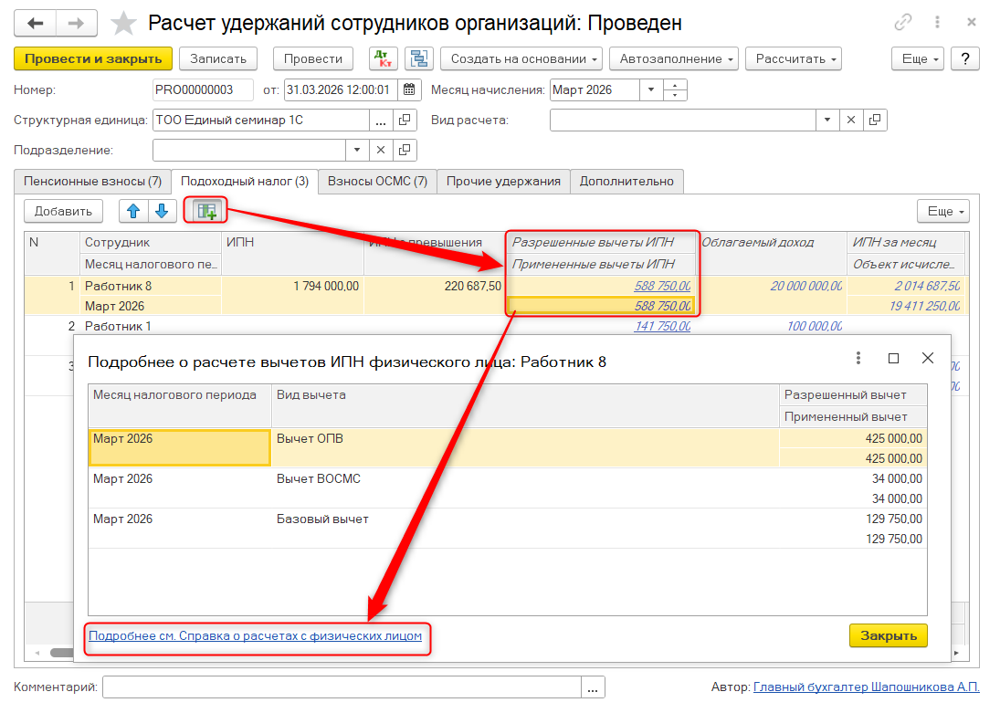 Расчет удержаний сотрудников организаций: Проведен
Провести и закрыть Записать Провести Дт Кт Создать на основании Автозаполнение Рассчитать Еще ?
Номер: PRO00000003 от: 31.03.2026 12:00:01 Месяц начисления: Март 2026
Структурная единица: ТОО Единый семинар 1С ... Вид расчета:
Подразделение:
Пенсионные взносы (7) Подоходный налог (3) Взносы ОСМС (7) Прочие удержания Дополнительно
Добавить Еще
N Сотрудник ИПН ИПН с превышения Разрешенные вычеты ИПН Облагаемый доход ИПН за месяц
Месяц налогового пе... Примененные вычеты ИПН Объект исчисле...
1 Работник 8 1 794 000,00 220 687,50 588 750,00 20 000 000,00 2 014 687,50
Март 2026 588 750,00 19 411 250,00
2 Работник 1 141 750,00 100 000,00
Подробнее о расчете вычетов ИПН физического лица: Работник 8
Месяц налогового периода Вид вычета Разрешенный вычет
Примененный вычет
Март 2026 Вычет ОПВ 425 000,00
425 000,00
Март 2026 Вычет ВОСМС 34 000,00
34 000,00
Март 2026 Базовый вычет 129 750,00
129 750,00
Подробнее см. Справка о расчетах с физических лицом Закрыть
Комментарий: ... Автор: Главный бухгалтер Шапошникова А.П.